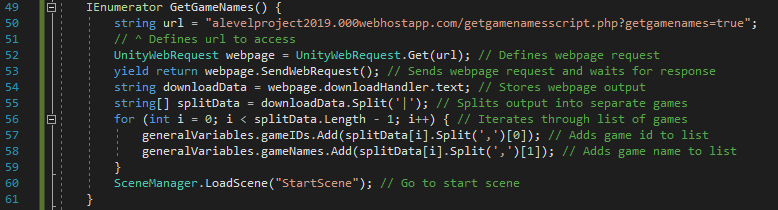 49 IEnumerator GetGameNames() {
50 string url = "alevelproject2019.000webhostapp.com/getgamenamesscript.php?getgamenames=true";
51 // ^ Defines url to access
52 UnityWebRequest webpage = UnityWebRequest.Get(url); // Defines webpage request
53 yield return webpage.SendWebRequest(); // Sends webpage request and waits for response
54 string downloadData = webpage.downloadHandler.text; // Stores webpage output
55 string[] splitData = downloadData.Split('|'); // Splits output into separate games
56 for (int i = 0; i < splitData.Length - 1; i++) { // Iterates through list of games
57 generalVariables.gameIDs.Add(splitData[i].Split(',')[0]); // Adds game id to list
58 generalVariables.gameNames.Add(splitData[i].Split(',')[1]); // Adds game name to list
59 }
60 SceneManager.LoadScene("StartScene"); // Go to start scene
61 }